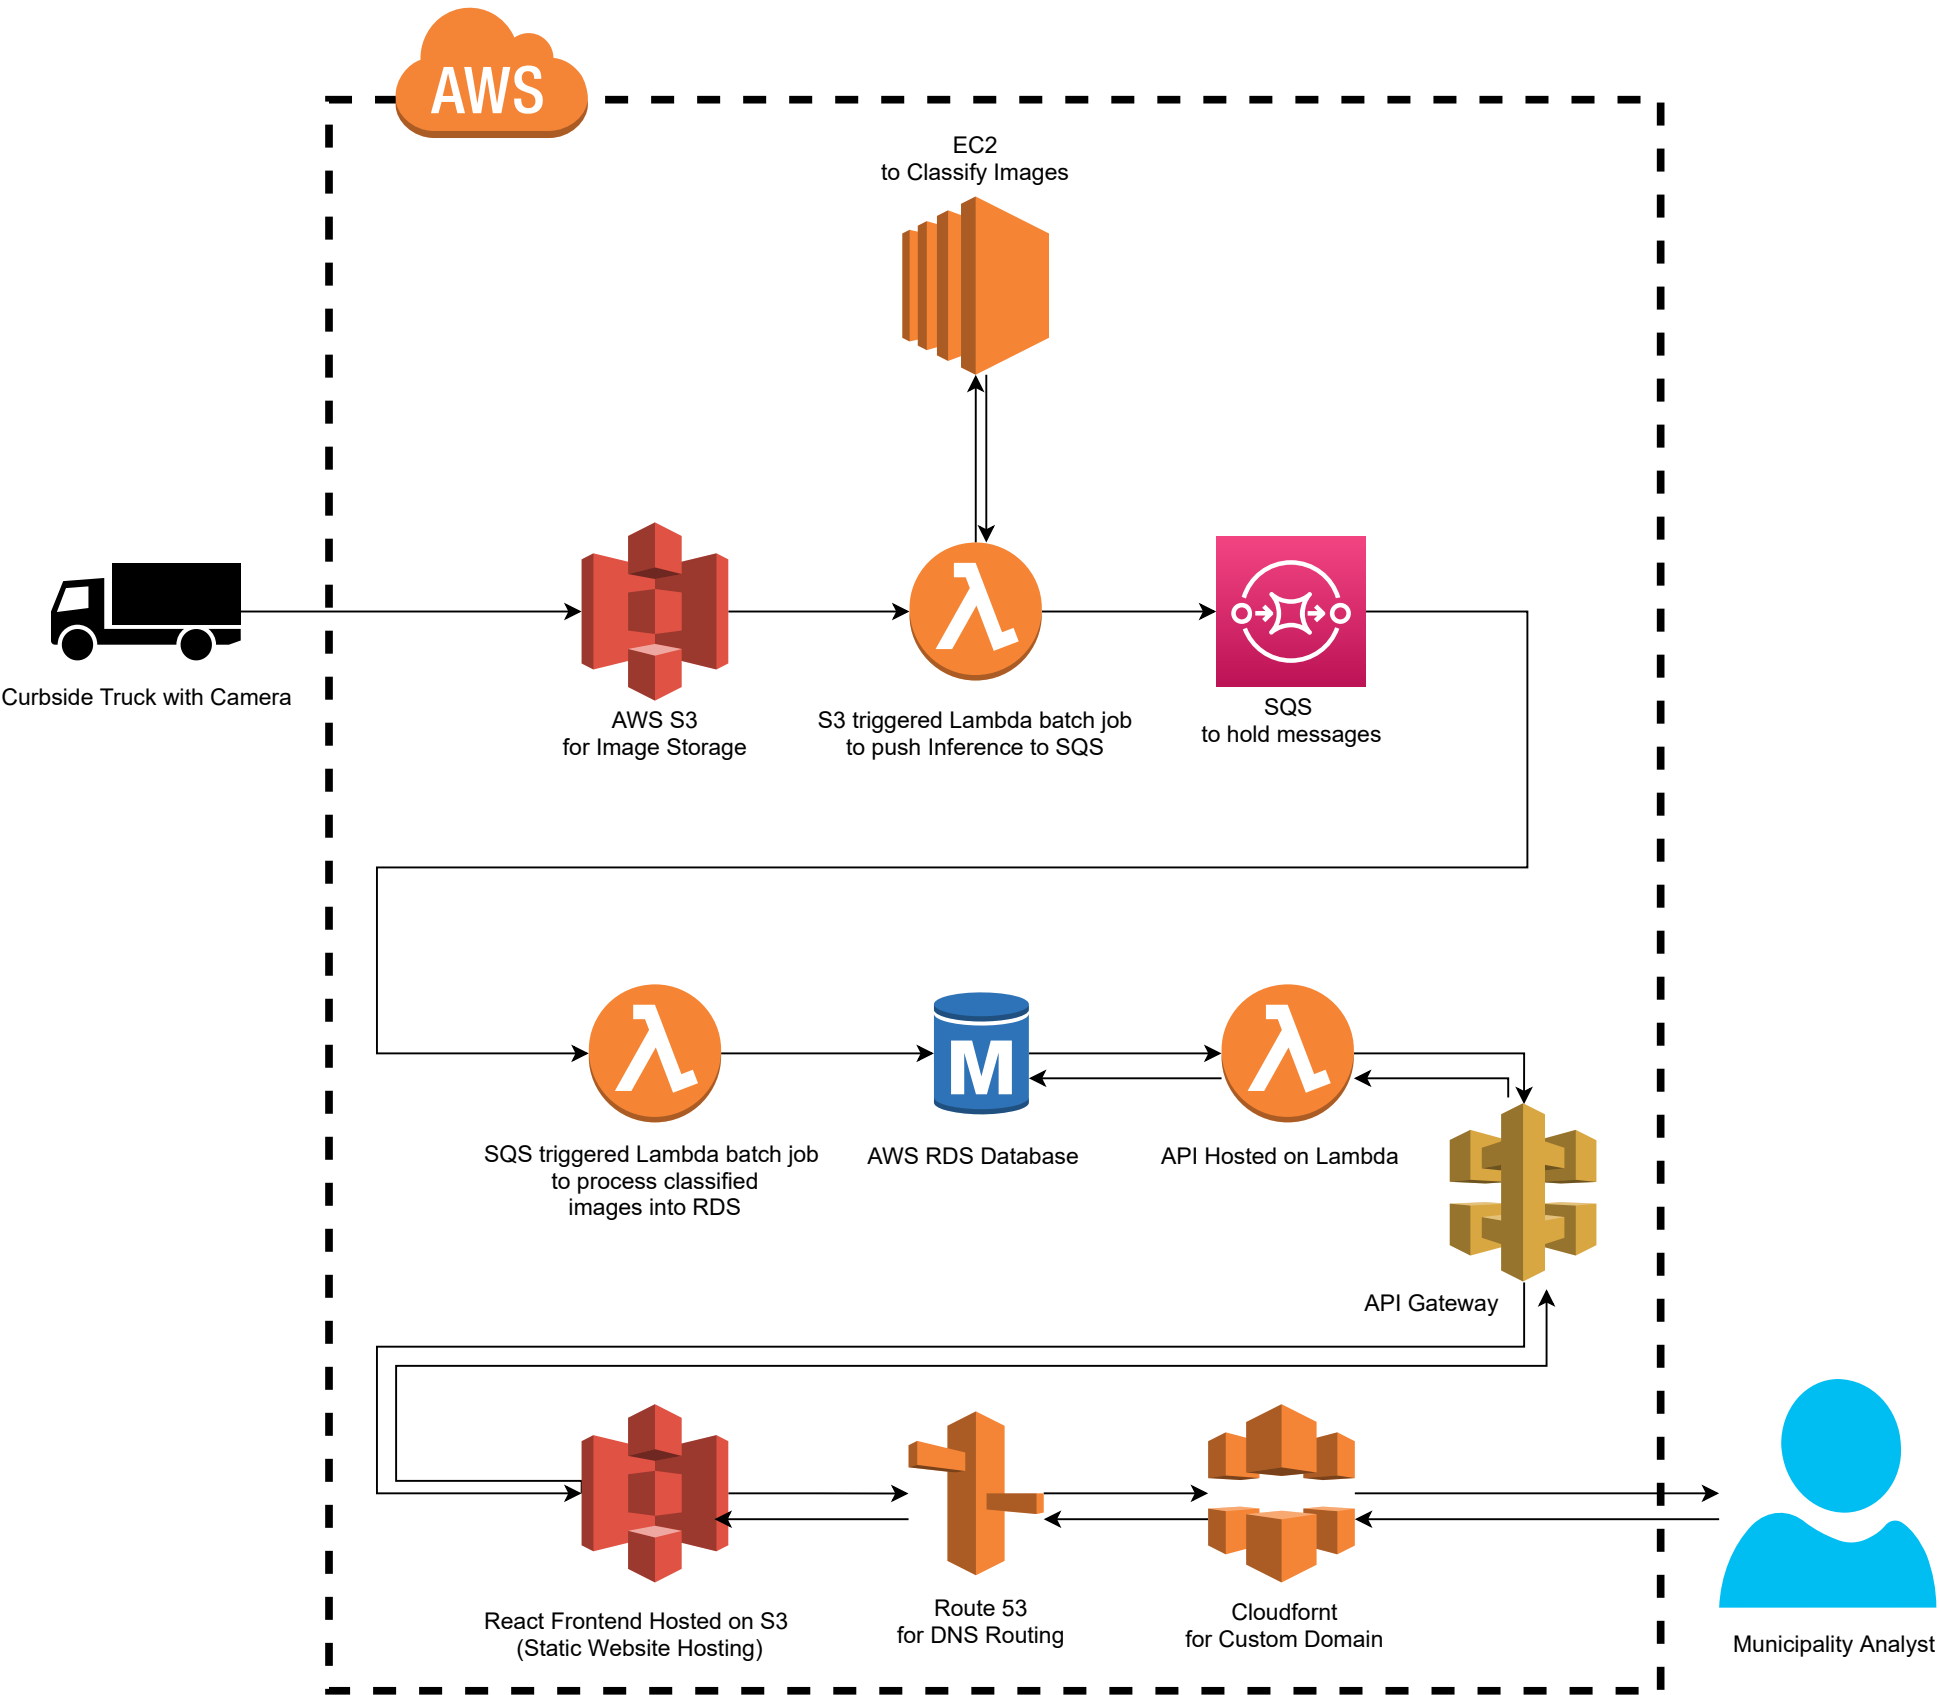 AWS
EC2
to Classify Images
Curbside Truck with Camera
AWS S3
for Image Storage
S3 triggered Lambda batch job
to push Inference to SQS
SQS
to hold messages
SQS triggered Lambda batch job
to process classified
images into RDS
M
AWS RDS Database
API Hosted on Lambda
API Gateway
React Frontend Hosted on S3
(Static Website Hosting)
Route 53
for DNS Routing
Cloudfornt
for Custom Domain
Municipality Analyst